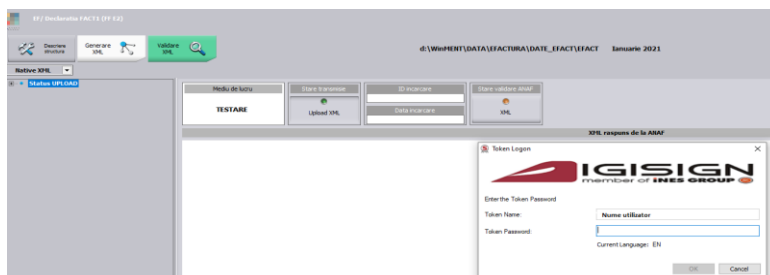 EF/ Declaratie FACT1 (FF E2)
Descriere
structura
Generare
XML
Validare
XML
d:\WinMENT\DATA\EFACTURA\DATE_EFACT\EFACT Ianuarie 2021
Native XML
Status UPLOAD
Mediu de lucru
TESTARE
Stare transmisie
Upload XML
ID incarcare
Data incarcare
Stare validare ANAF
XML
XML raspuns de la ANAF
Token Logon
DIGISIGN
member of INES GROUP
Enter the Token Password
Token Name: Nume utilizator
Token Password:
Current Language: EN
OK Cancel